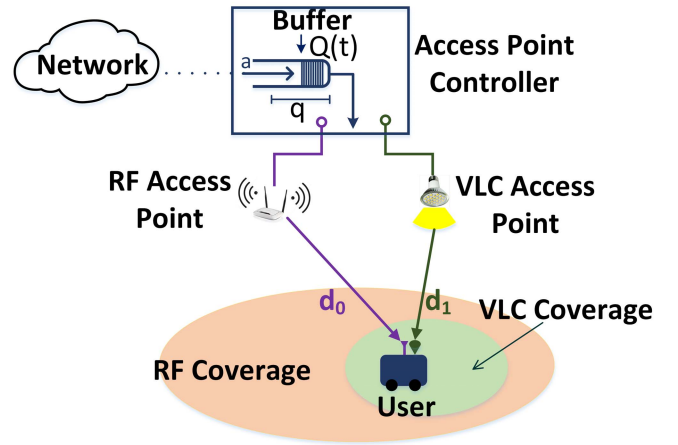 Buffer
Q(t)
Network
a
q
Access Point
Controller
RF Access
Point
VLC Access
Point
d0
d1
VLC Coverage
RF Coverage
User